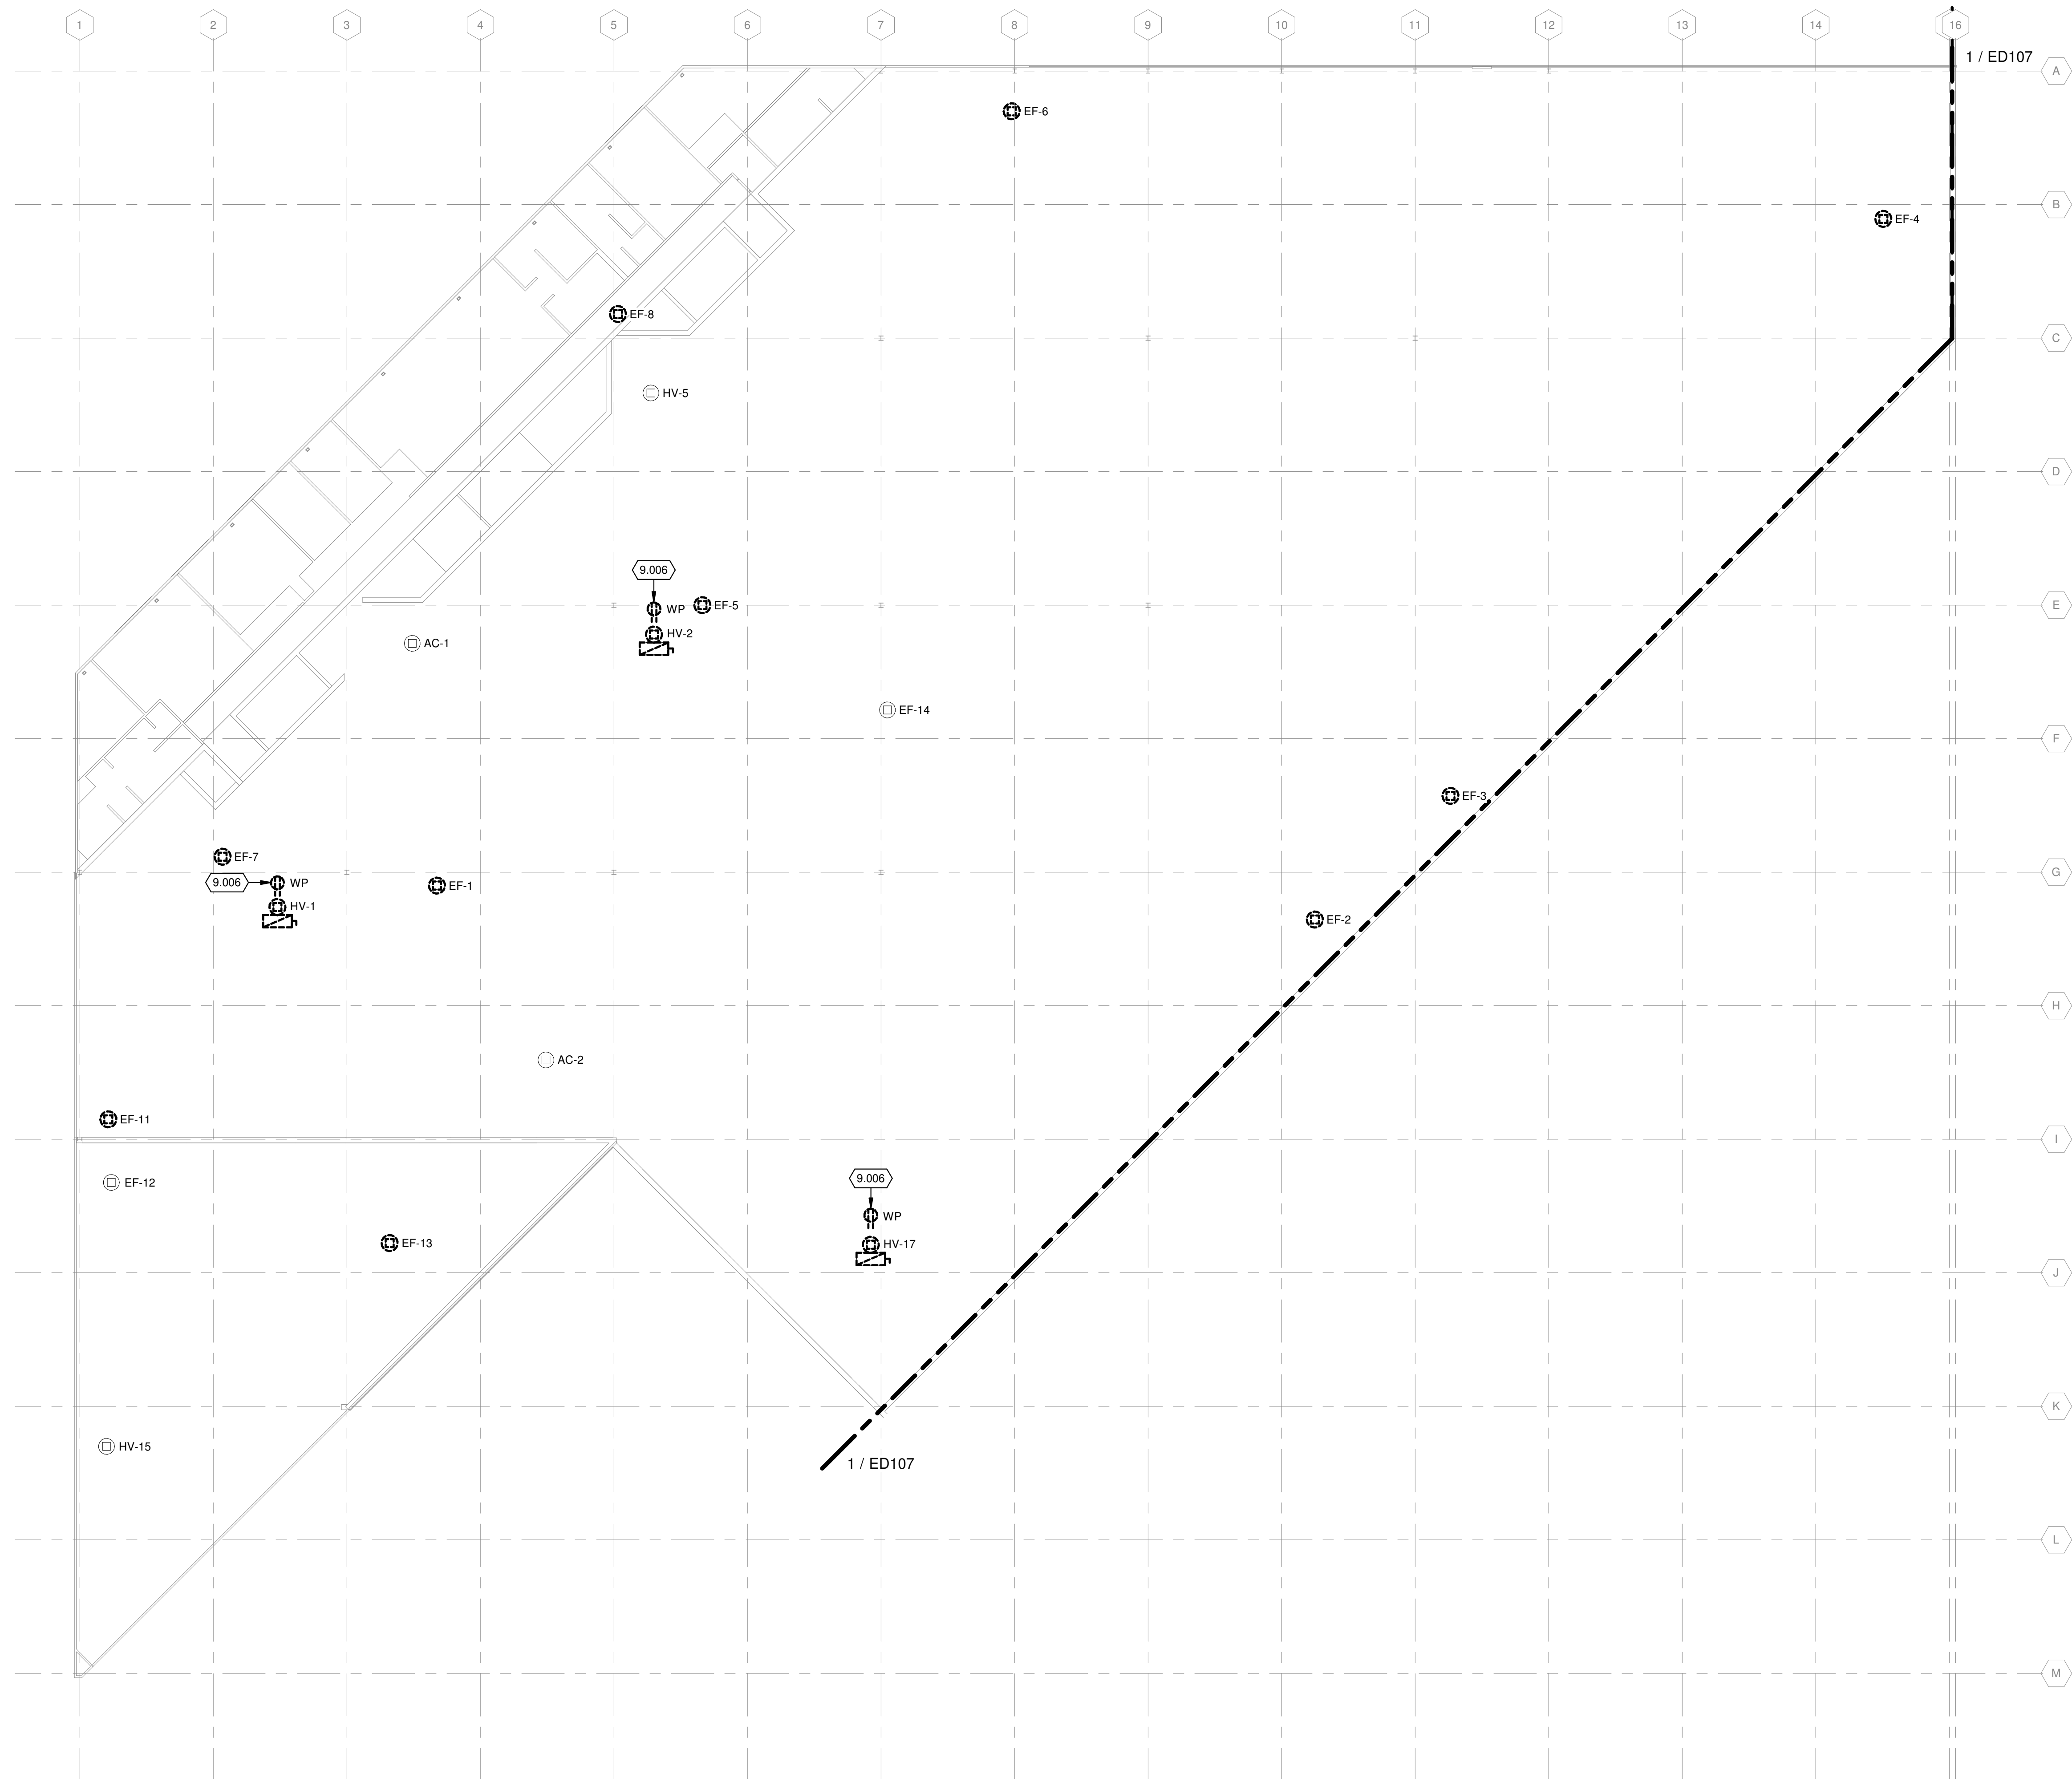 1 2 3 4 5 6 7 8 9 10 11 12 13 14 16
1 / ED107
A
EF-6
B
EF-4
EF-8
C
HV-5
D
9.006
WP
EF-5
E
HV-2
AC-1
EF-14
F
EF-3
EF-7
G
9.006
WP
EF-1
HV-1
EF-2
H
AC-2
EF-11
I
EF-12
9.006
WP
EF-13
HV-17
J
K
HV-15
1 / ED107
L
M